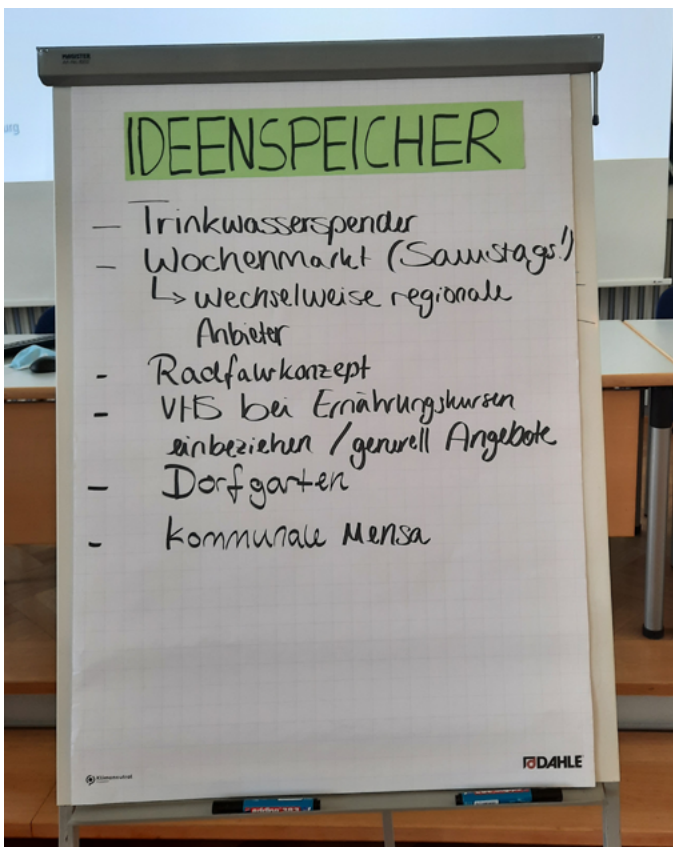 IDEENSPEICHER
– Trinkwasserspender
– Wochenmarkt (Samstags!)
↳ wechselweise regionale
Anbieter
- Radfahrkonzept
- VHS bei Ernährungskursen
einbeziehen / generell Angebote
– Dorfgarten
- kommunale Mensa
DAHLE